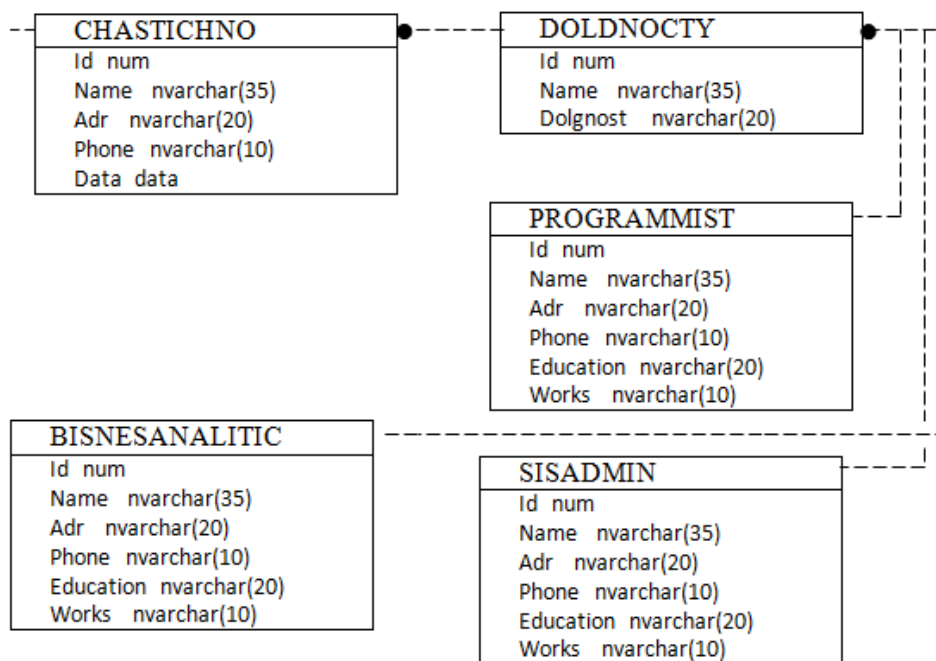 CHASTICHNO
Id num
Name nvarchar(35)
Adr nvarchar(20)
Phone nvarchar(10)
Data data
DOLDNOCTY
Id num
Name nvarchar(35)
Dolgnost nvarchar(20)
PROGRAMMIST
Id num
Name nvarchar(35)
Adr nvarchar(20)
Phone nvarchar(10)
Education nvarchar(20)
Works nvarchar(10)
BISNESANALITIC
Id num
Name nvarchar(35)
Adr nvarchar(20)
Phone nvarchar(10)
Education nvarchar(20)
Works nvarchar(10)
SISADMIN
Id num
Name nvarchar(35)
Adr nvarchar(20)
Phone nvarchar(10)
Education nvarchar(20)
Works nvarchar(10)